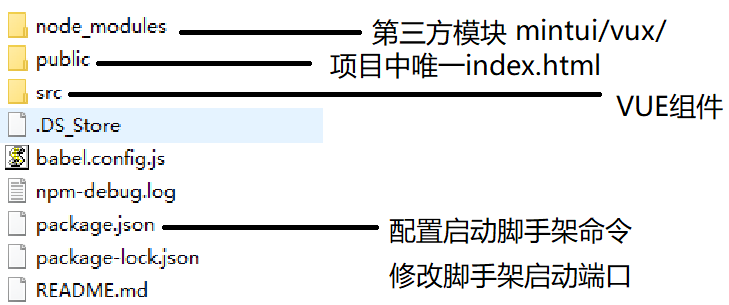 node_modules
第三方模块 mintui/vux/
public
项目中唯一index.html
src
VUE组件
.DS_Store
babel.config.js
npm-debug.log
package.json
配置启动脚手架命令
package-lock.json
修改脚手架启动端口
README.md